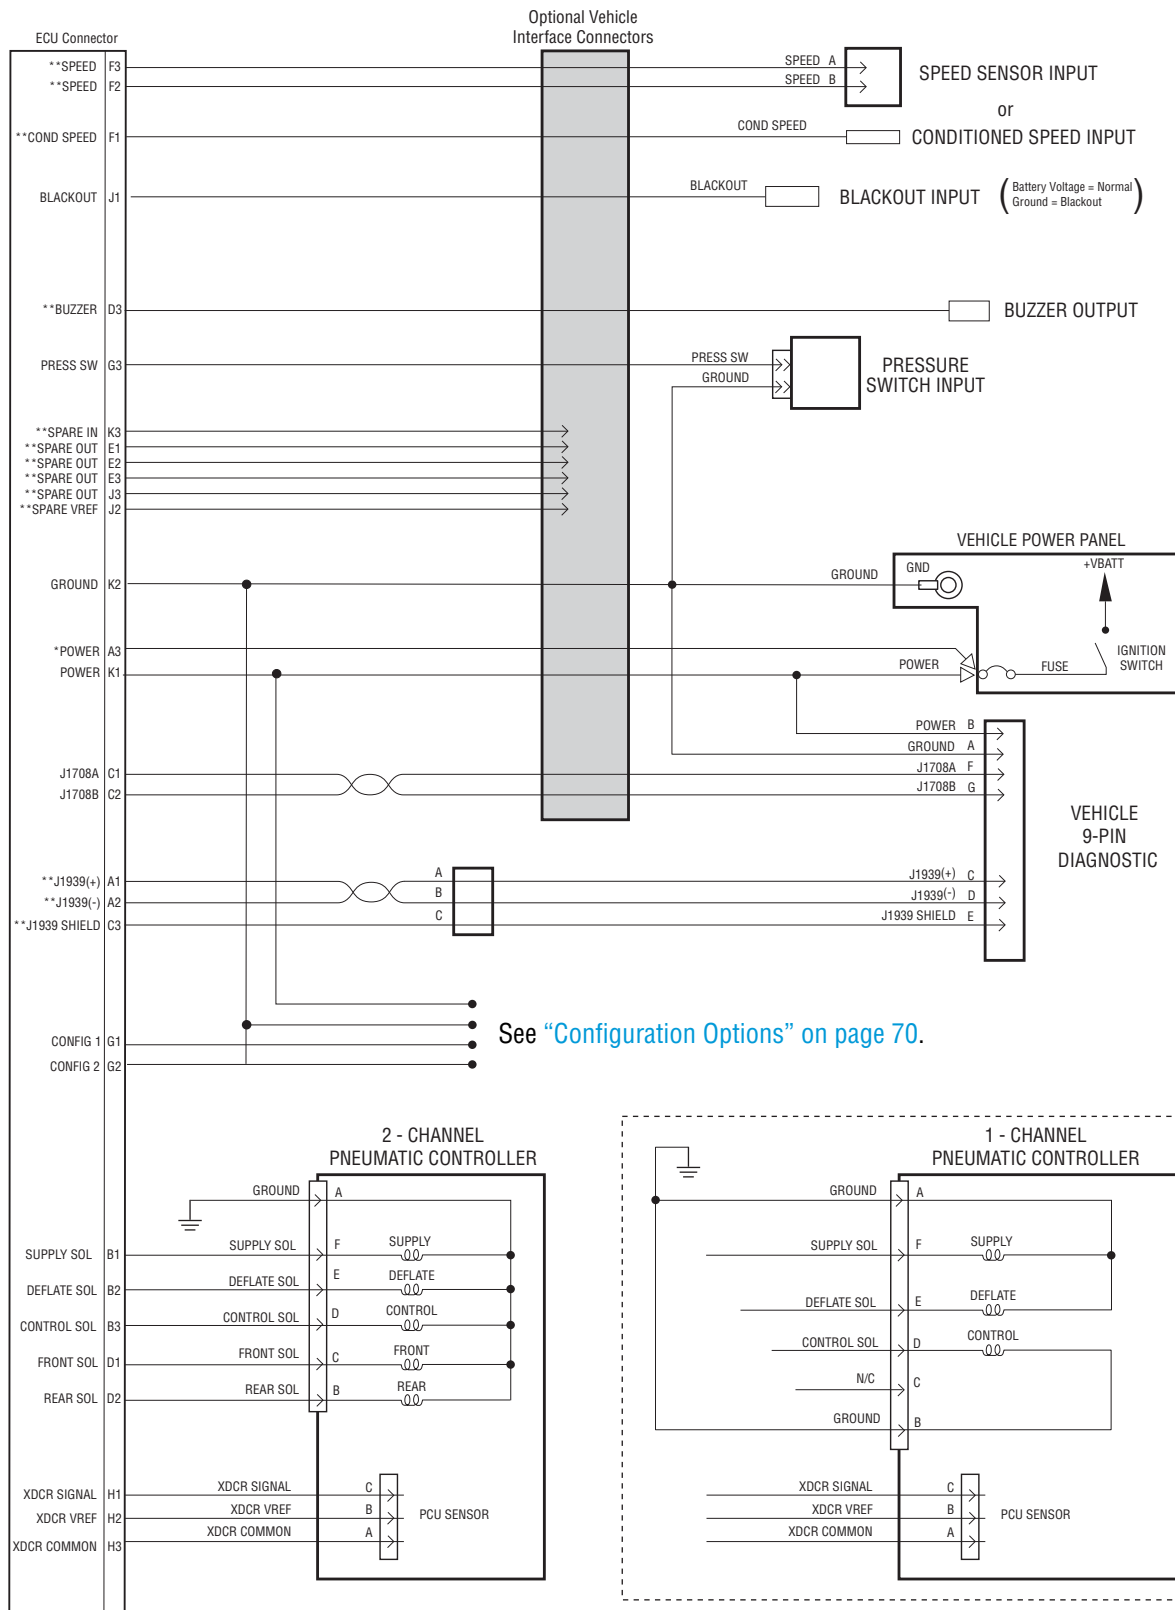 Optional Vehicle
Interface Connectors
ECU Connector
**SPEED F3 SPEED A
**SPEED F2 SPEED B
SPEED SENSOR INPUT
or
**COND SPEED F1 COND SPEED CONDITIONED SPEED INPUT
BLACKOUT J1 BLACKOUT BLACKOUT INPUT
(Battery Voltage = Normal
Ground = Blackout)
**BUZZER D3 BUZZER OUTPUT
PRESS SW G3 PRESS SW
GROUND
PRESSURE
SWITCH INPUT
**SPARE IN K3
**SPARE OUT E1
**SPARE OUT E2
**SPARE OUT E3
**SPARE OUT J3
**SPARE VREF J2
VEHICLE POWER PANEL
GROUND K2 GROUND GND +VBATT
*POWER A3
POWER K1 POWER FUSE
IGNITION
SWITCH
POWER B
GROUND A
J1708A C1 J1708A F
J1708B C2 J1708B G
VEHICLE
9-PIN
DIAGNOSTIC
**J1939(+) A1 A J1939(+) C
**J1939(-) A2 B J1939(-) D
**J1939 SHIELD C3 C J1939 SHIELD E
See “Configuration Options” on page 70.
CONFIG 1 G1
CONFIG 2 G2
2 - CHANNEL
PNEUMATIC CONTROLLER
GROUND A
SUPPLY SOL B1 SUPPLY SOL F SUPPLY
DEFLATE SOL B2 DEFLATE SOL E DEFLATE
CONTROL SOL B3 CONTROL SOL D CONTROL
FRONT SOL D1 FRONT SOL C FRONT
REAR SOL D2 REAR SOL B REAR
XDCR SIGNAL H1 XDCR SIGNAL C
XDCR VREF H2 XDCR VREF B PCU SENSOR
XDCR COMMON H3 XDCR COMMON A
1 - CHANNEL
PNEUMATIC CONTROLLER
GROUND A
SUPPLY SOL F SUPPLY
DEFLATE SOL E DEFLATE
CONTROL SOL D CONTROL
N/C C
GROUND B
XDCR SIGNAL C
XDCR VREF B PCU SENSOR
XDCR COMMON A